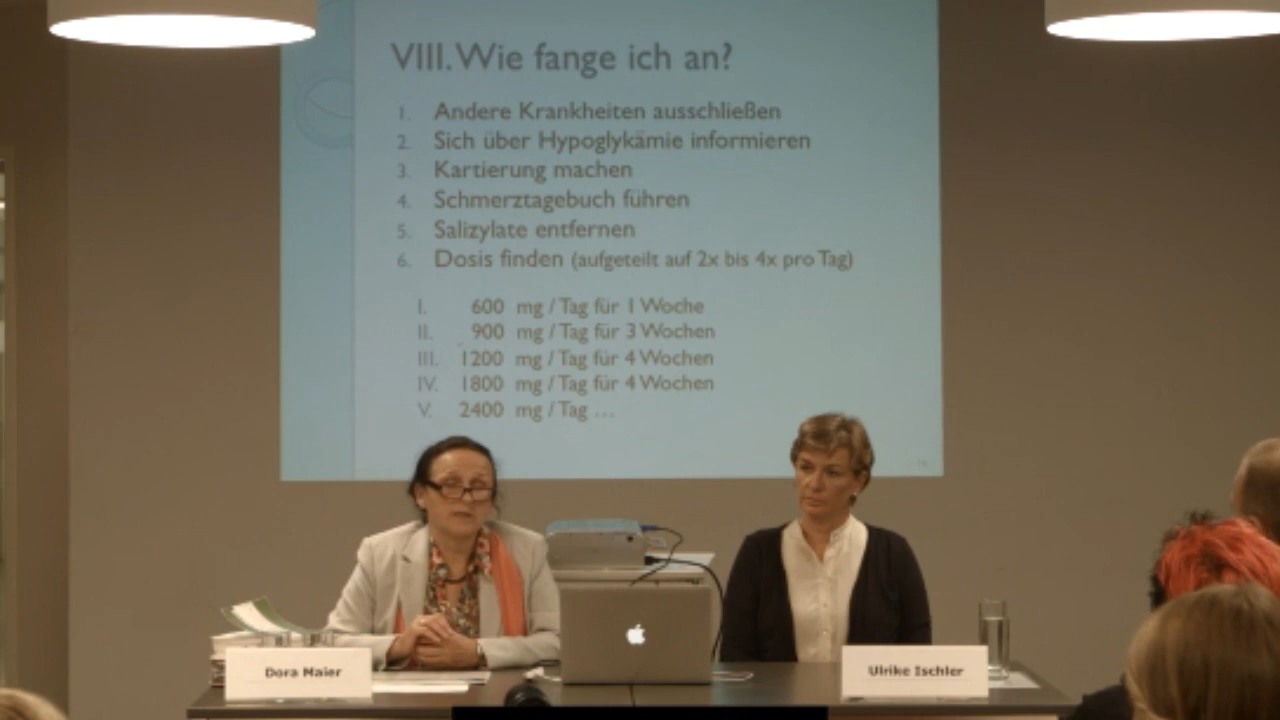 VIII. Wie fange ich an?
1. Andere Krankheiten ausschließen
2. Sich über Hypoglykämie informieren
3. Kartierung machen
4. Schmerztagebuch führen
5. Salizylate entfernen
6. Dosis finden (aufgeteilt auf 2x bis 4x pro Tag)
I. 600 mg / Tag für 1 Woche
II. 900 mg / Tag für 3 Wochen
III. 1200 mg / Tag für 4 Wochen
IV. 1800 mg / Tag für 4 Wochen
V. 2400 mg / Tag ...
Dora Maier
Ulrike Ischler